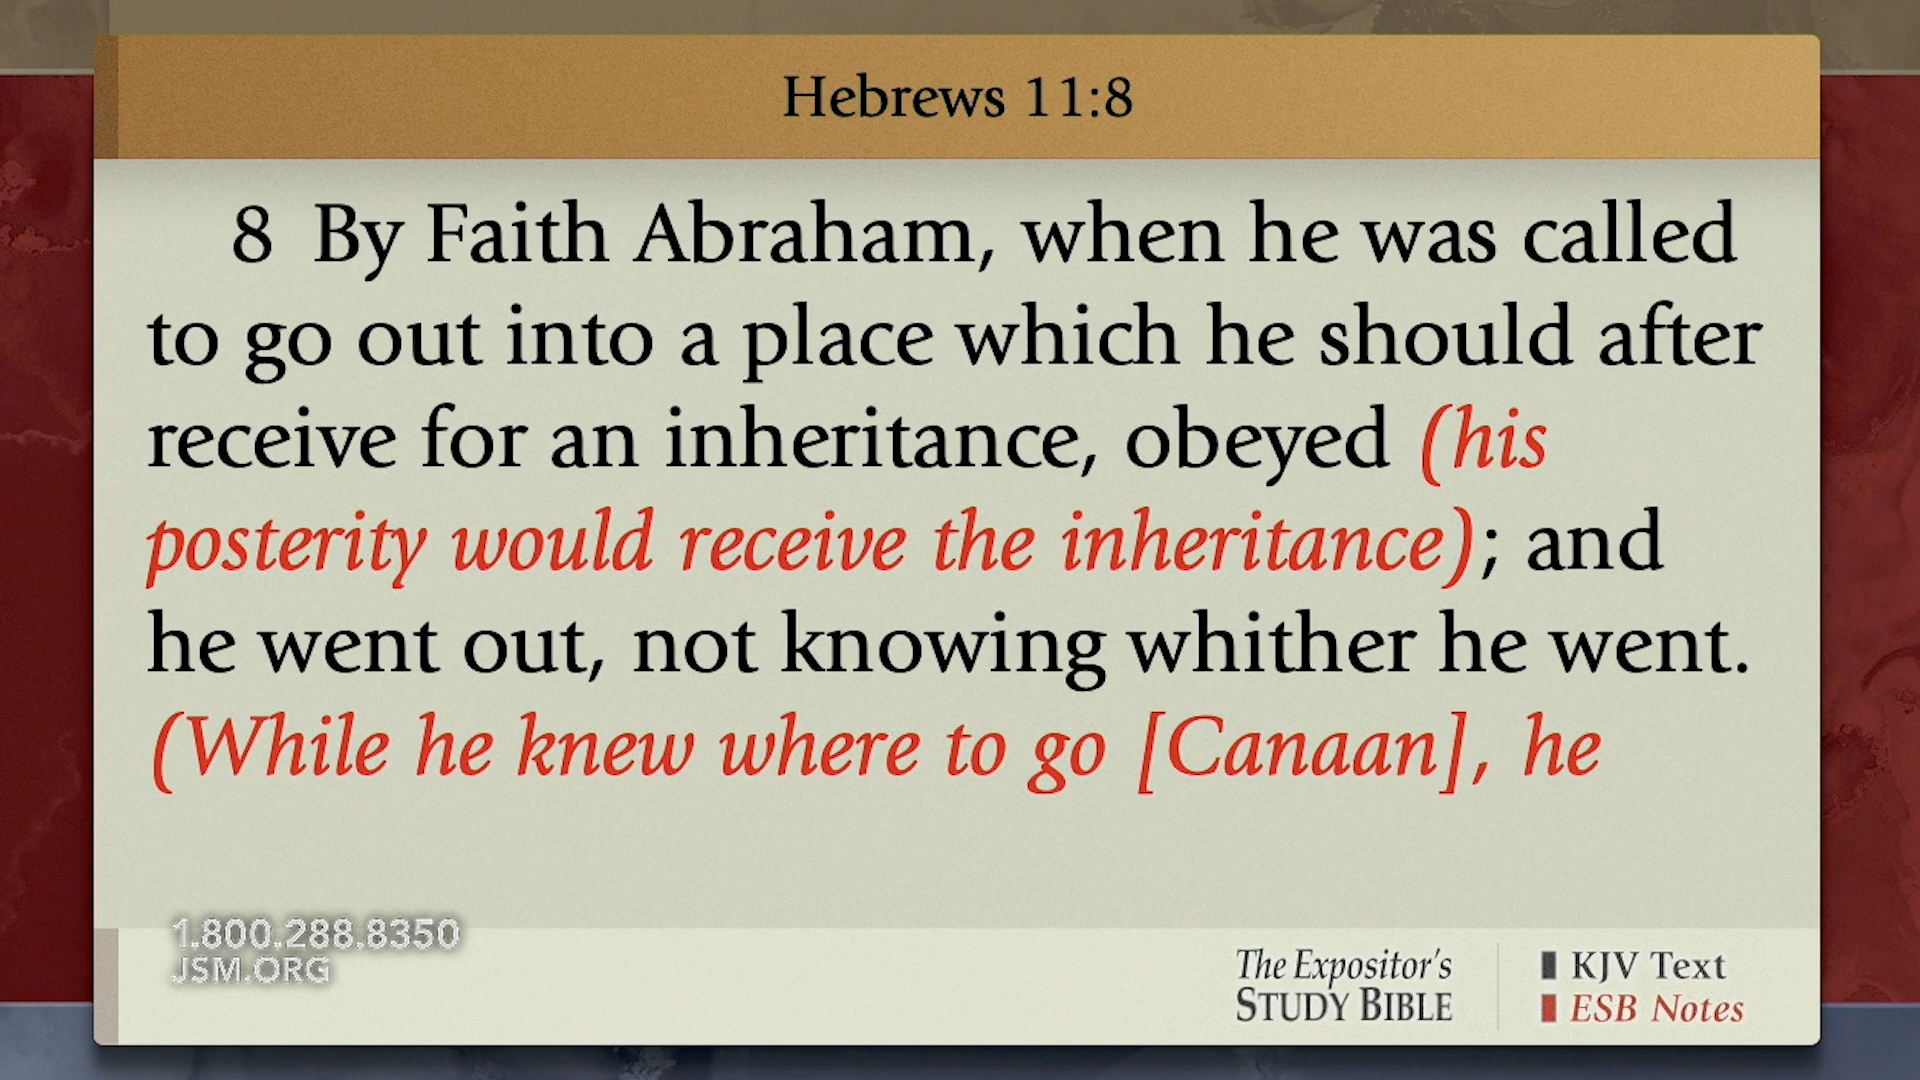 Hebrews 11:8
8 By Faith Abraham, when he was called
to go out into a place which he should after
receive for an inheritance, obeyed (his
posterity would receive the inheritance); and
he went out, not knowing whither he went.
(While he knew where to go [Canaan], he
1.800.288.8350
JSM.ORG
The Expositor's
STUDY BIBLE
KJV Text
ESB Notes